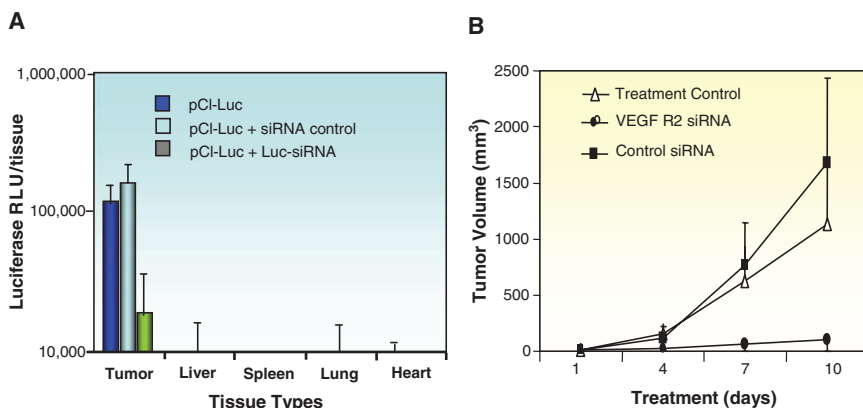 A
1,000,000
100,000
10,000
Luciferase RLU/tissue
pCl-Luc
pCl-Luc + siRNA control
pCl-Luc + Luc-siRNA
Tumor
Liver
Spleen
Lung
Heart
Tissue Types
B
2500
2000
1500
1000
500
0
Tumor Volume (mm³)
Treatment Control
VEGF R2 siRNA
Control siRNA
1
4
7
10
Treatment (days)